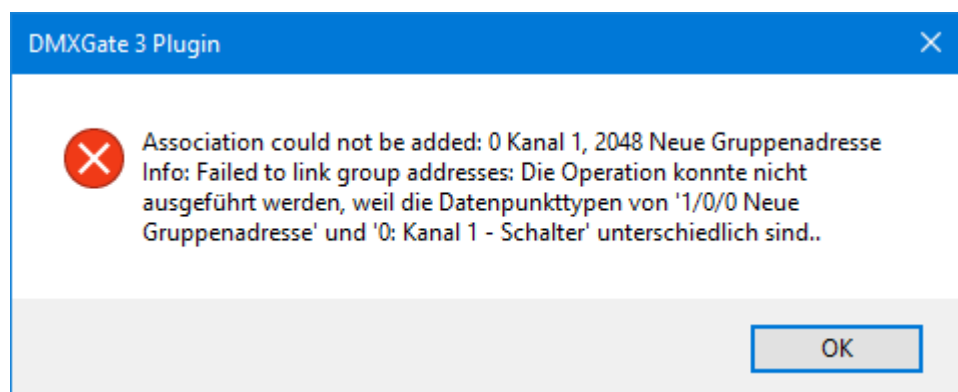 DMXGate 3 Plugin
Association could not be added: 0 Kanal 1, 2048 Neue Gruppenadresse
Info: Failed to link group addresses: Die Operation konnte nicht
ausgeführt werden, weil die Datenpunkttypen von '1/0/0 Neue
Gruppenadresse' und '0: Kanal 1 - Schalter' unterschiedlich sind..
OK